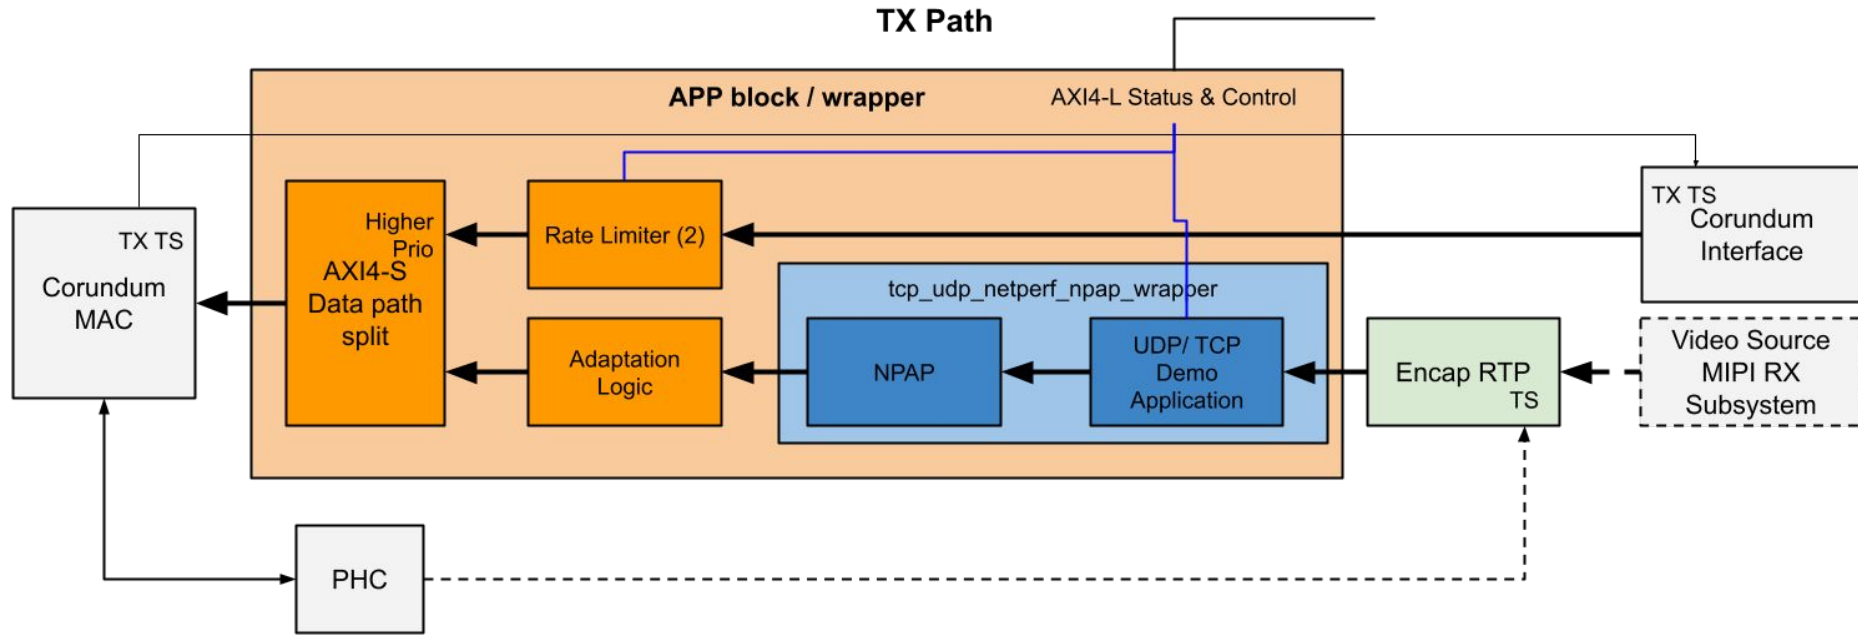 TX Path
APP block / wrapper
AXI4-L Status & Control
TX TS
Corundum
MAC
Higher
Prio
AXI4-S
Data path
split
Rate Limiter (2)
Adaptation
Logic
tcp_udp_netperf_npap_wrapper
NPAP
UDP/ TCP
Demo
Application
Encap RTP
TS
TX TS
Corundum
Interface
Video Source
MIPI RX
Subsystem
PHC